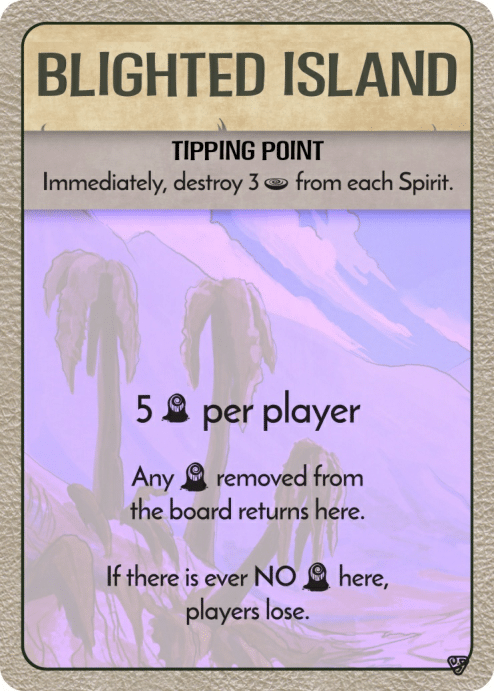 BLIGHTED ISLAND
TIPPING POINT
Immediately, destroy 3 from each Spirit.
5 per player
Any removed from
the board returns here.
If there is ever NO here,
players lose.